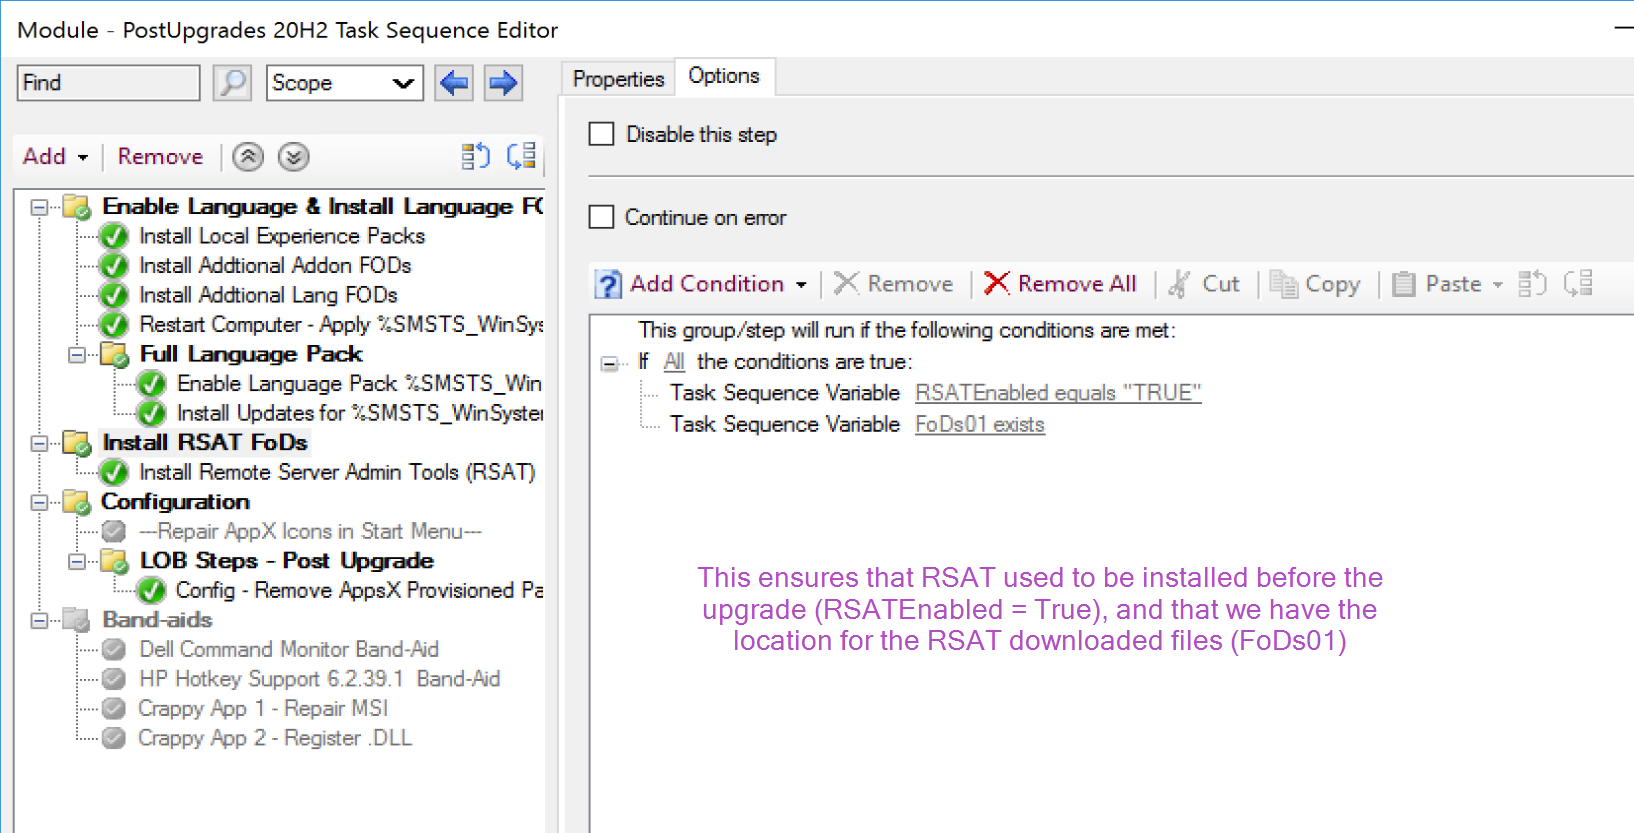 Module - PostUpgrades 20H2 Task Sequence Editor
Find
Scope
Add
Remove
Enable Language & Install Language FO
Install Local Experience Packs
Install Addtional Addon FODs
Install Addtional Lang FODs
Restart Computer - Apply %SMSTS_WinSys
Full Language Pack
Enable Language Pack %SMSTS_Win
Install Updates for %SMSTS_WinSyster
Install RSAT FoDs
Install Remote Server Admin Tools (RSAT)
Configuration
---Repair AppX Icons in Start Menu---
LOB Steps - Post Upgrade
Config - Remove AppsX Provisioned Pa
Band-aids
Dell Command Monitor Band-Aid
HP Hotkey Support 6.2.39.1 Band-Aid
Crappy App 1 - Repair MSI
Crappy App 2 - Register .DLL
Properties
Options
Disable this step
Continue on error
Add Condition
Remove
Remove All
Cut
Copy
Paste
This group/step will run if the following conditions are met:
If All the conditions are true:
Task Sequence Variable RSATEnabled equals "TRUE"
Task Sequence Variable FoDs01 exists
This ensures that RSAT used to be installed before the
upgrade (RSATEnabled = True), and that we have the
location for the RSAT downloaded files (FoDs01)